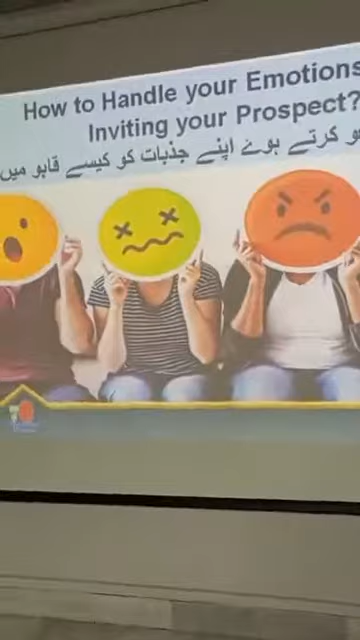 How to Handle your Emotions
Inviting your Prospect?
کرتے ہوئے اپنے جذبات کو کیسے قابو میں